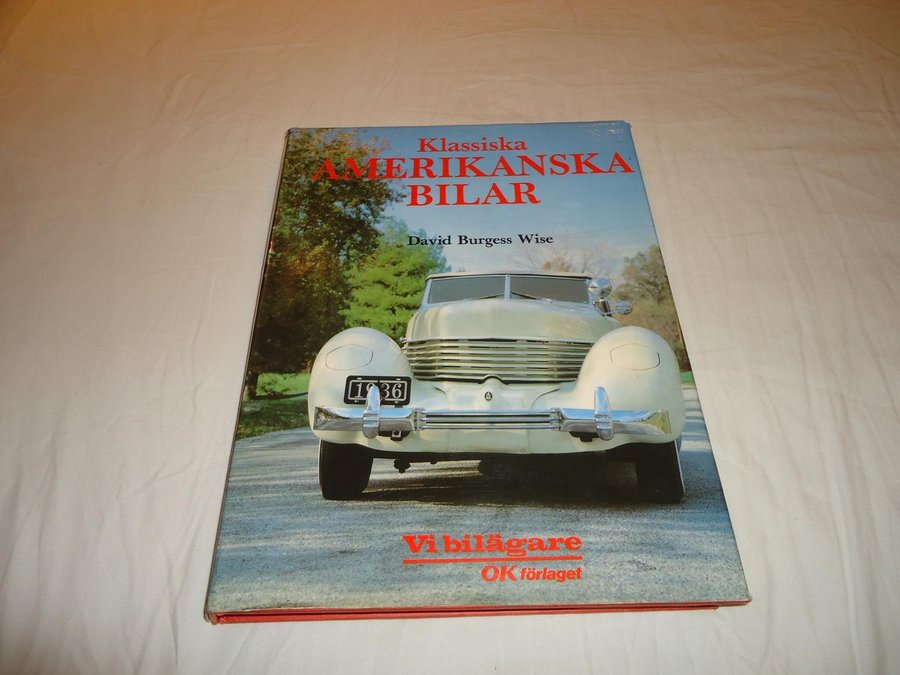 Klassiska
AMERIKANSKA
BILAR
David Burgess Wise
1936
Vi bilägare
OK förlaget